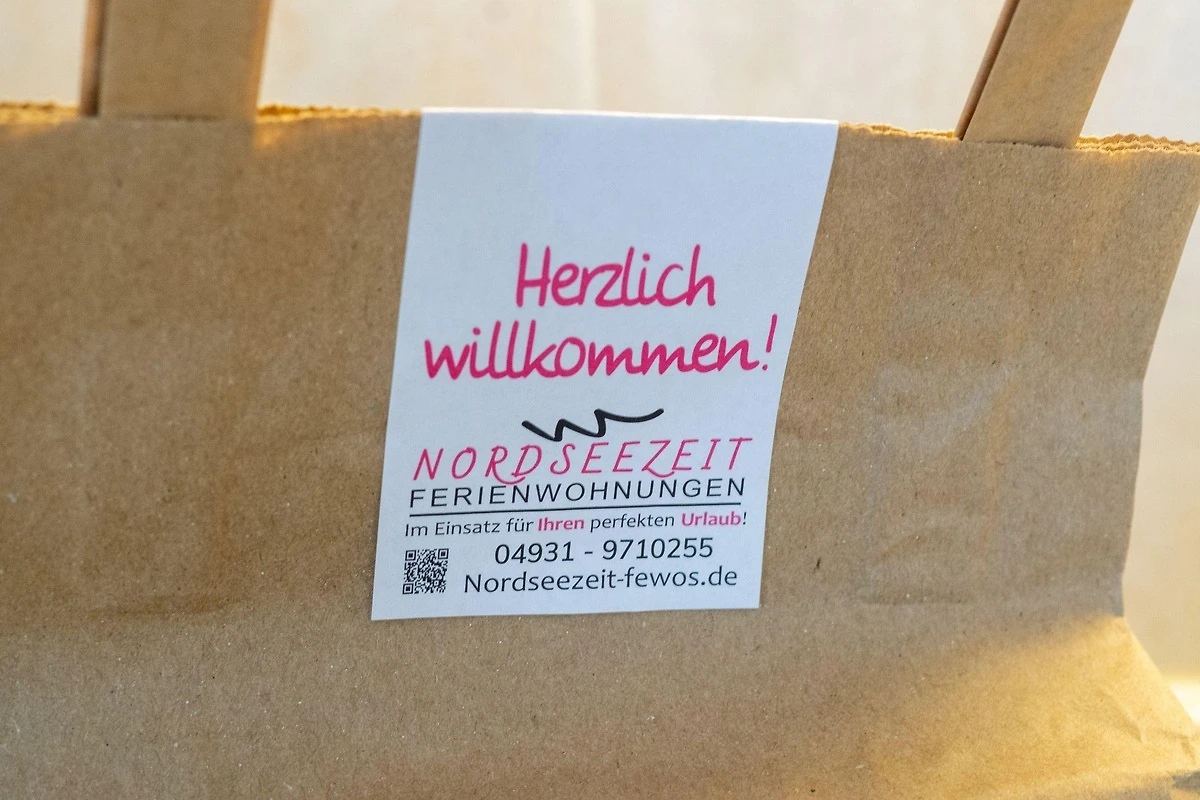 Herzlich
willkommen!
NORDSEEZEIT
FERIENWOHNUNGEN
Im Einsatz für Ihren perfekten Urlaub!
04931 - 9710255
Nordseezeit-fewos.de